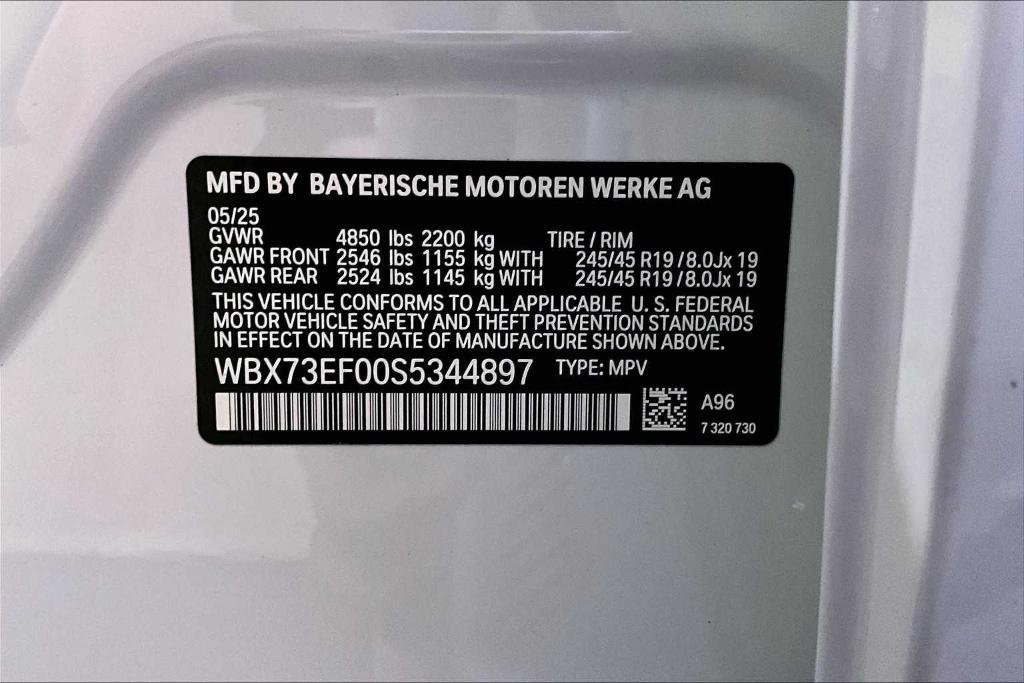 MFD BY BAYERISCHE MOTOREN WERKE AG
05/25
GVWR 4850 lbs 2200 kg TIRE / RIM
GAWR FRONT 2546 lbs 1155 kg WITH 245/45 R19 / 8.0Jx 19
GAWR REAR 2524 lbs 1145 kg WITH 245/45 R19 / 8.0Jx 19
THIS VEHICLE CONFORMS TO ALL APPLICABLE U. S. FEDERAL
MOTOR VEHICLE SAFETY AND THEFT PREVENTION STANDARDS
IN EFFECT ON THE DATE OF MANUFACTURE SHOWN ABOVE.
WBX73EF00S5344897 TYPE: MPV
A96
7 320 730